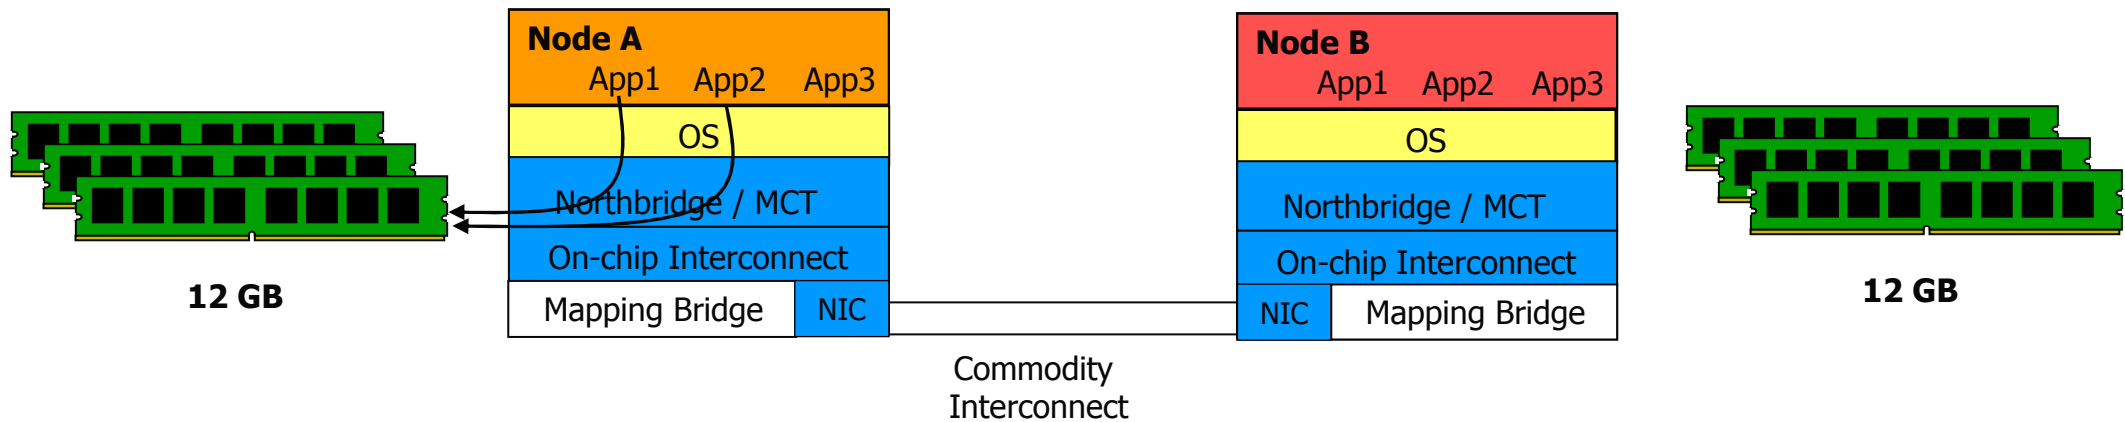 Node A
App1 App2 App3
OS
Northbridge / MCT
On-chip Interconnect
Mapping Bridge NIC
12 GB
Commodity
Interconnect
Node B
App1 App2 App3
OS
Northbridge / MCT
On-chip Interconnect
NIC Mapping Bridge
12 GB